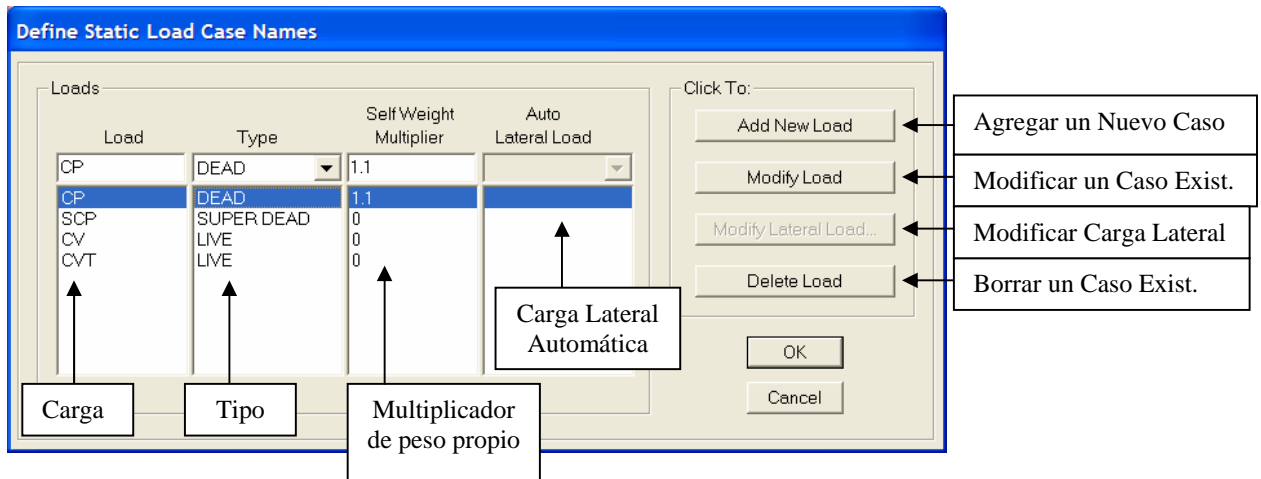 Define Static Load Case Names
Loads
Click To:
Load
Type
Self Weight
Multiplier
Auto
Lateral Load
CP
DEAD
1.1
CP DEAD 1.1
SCP SUPER DEAD 0
CV LIVE 0
CVT LIVE 0
Add New Load
Modify Load
Modify Lateral Load...
Delete Load
OK
Cancel
Agregar un Nuevo Caso
Modificar un Caso Exist.
Modificar Carga Lateral
Borrar un Caso Exist.
Carga Lateral
Automática
Carga
Tipo
Multiplicador
de peso propio